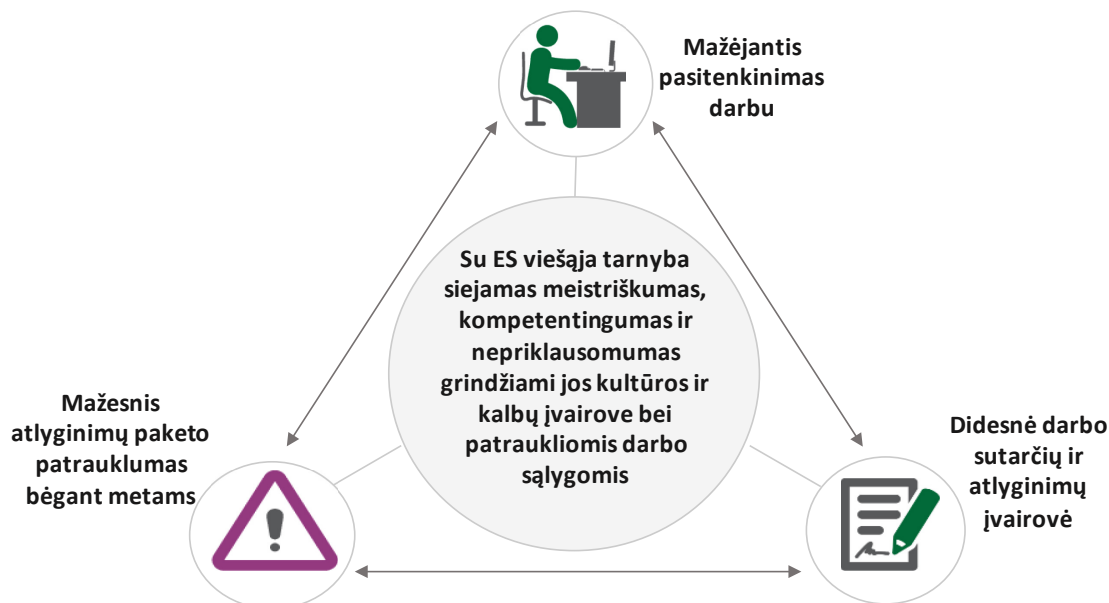 Mažėjantis
pasitenkinimas
darbu
Su ES viešąja tarnyba
siejamas meistriškumas,
kompetentingumas ir
nepriklausomumas
grindžiami jos kultūros ir
kalbų įvairove bei
patraukliomis darbo
sąlygomis
Mažesnis
atlyginimų paketo
patrauklumas
bėgant metams
Didesnė darbo
sutarčių ir
atlyginimų
įvairovė